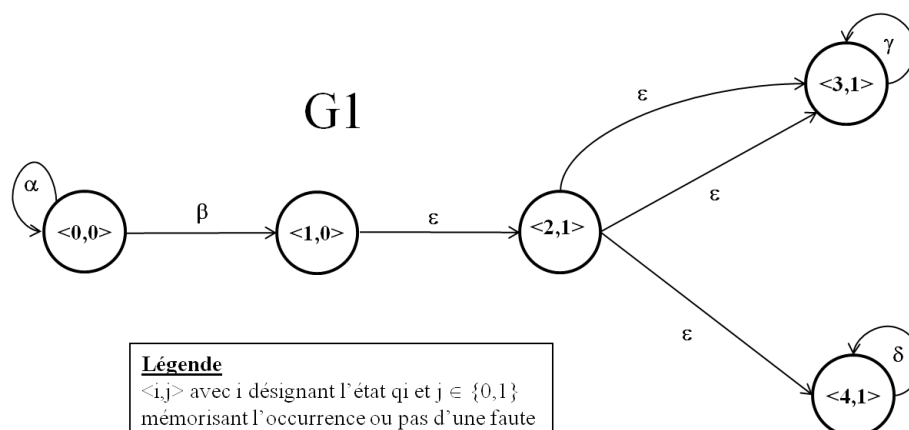 G1
ε
γ
<3,1>
α
β
ε
ε
<0,0>
<1,0>
<2,1>
ε
δ
<4,1>
Légende
<i,j> avec i désignant l'état qi et j ∈ {0,1}
mémorisant l'occurrence ou pas d'une faute